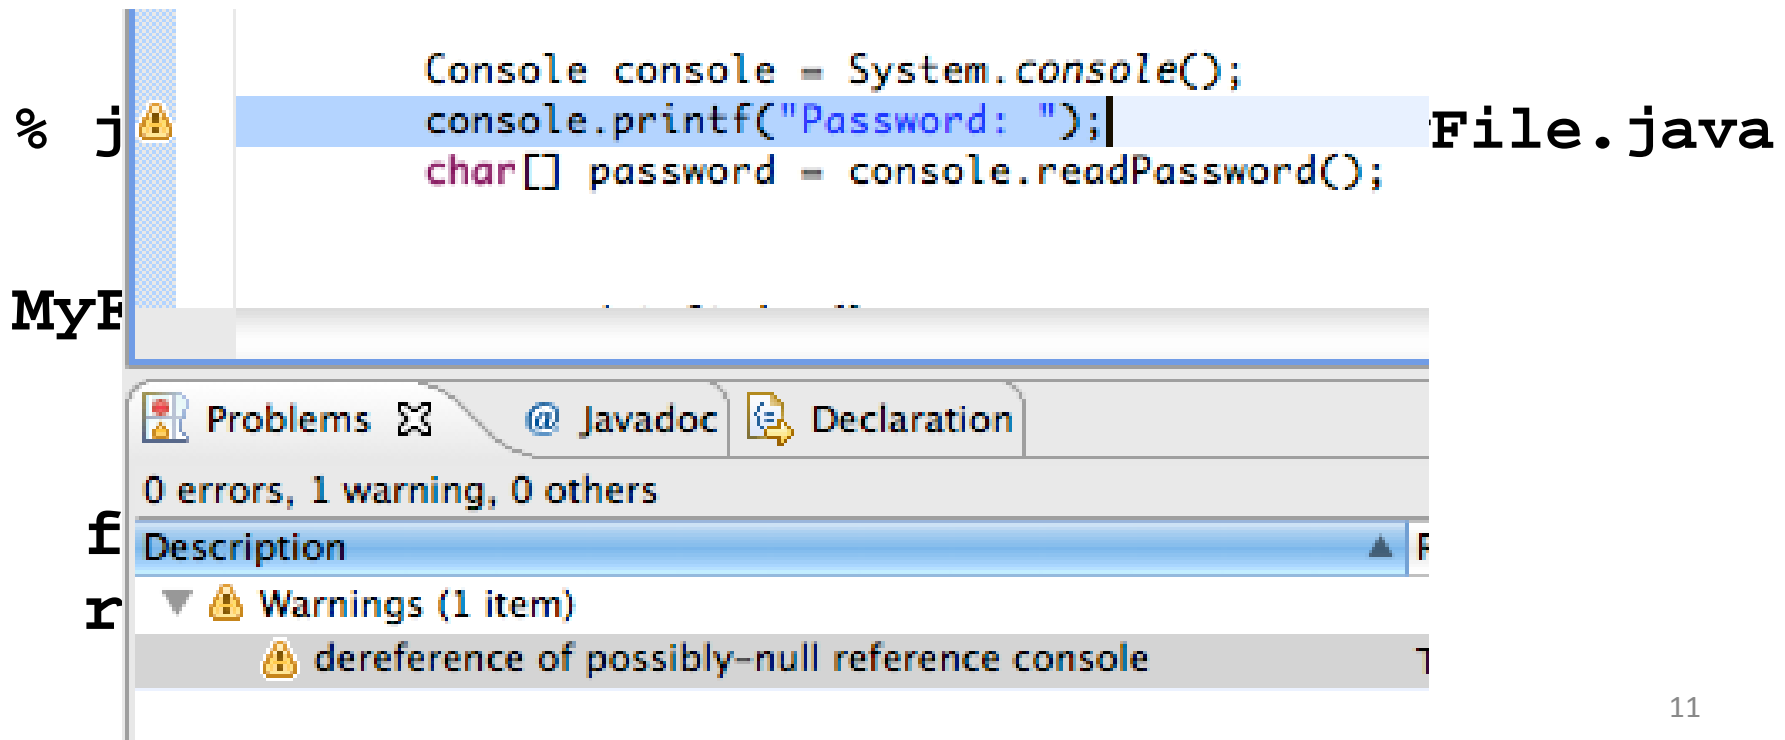 Console console = System.console();
% j console.printf("Password: "); File.java
char[] password = console.readPassword();
My
Problems @ Javadoc Declaration
0 errors, 1 warning, 0 others
f Description
r Warnings (1 item)
dereference of possibly-null reference console
11